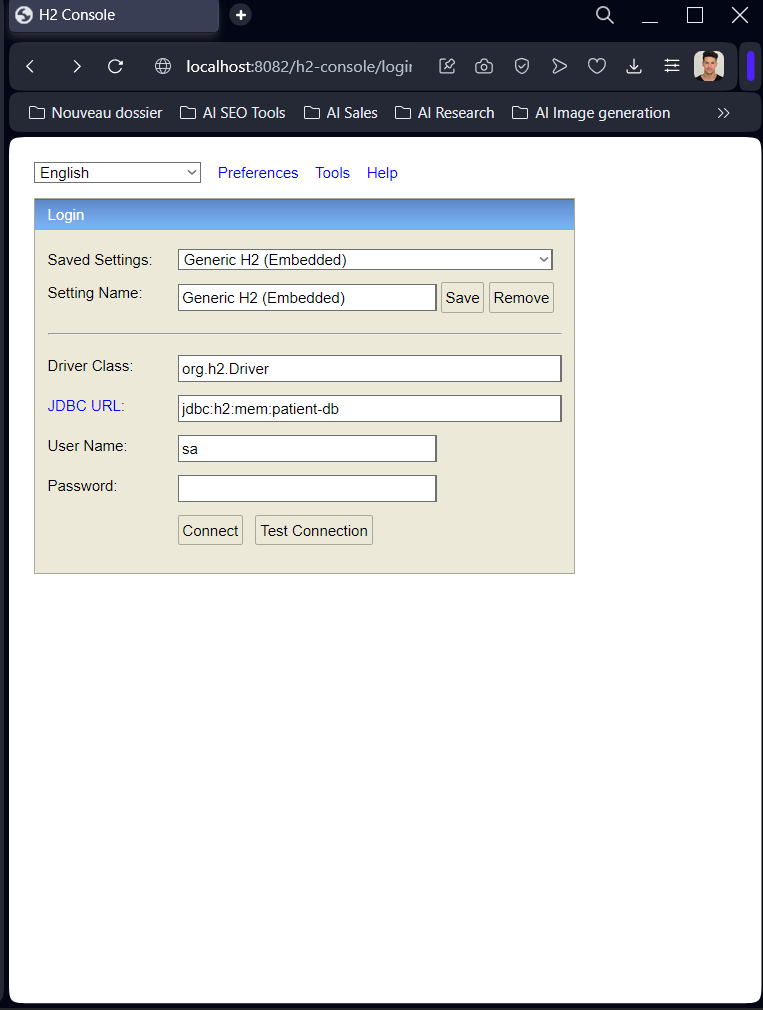 H2 Console
localhost:8082/h2-console/login
Nouveau dossier AI SEO Tools AI Sales AI Research AI Image generation
English Preferences Tools Help
Login
Saved Settings: Generic H2 (Embedded)
Setting Name: Generic H2 (Embedded) Save Remove
Driver Class: org.h2.Driver
JDBC URL: jdbc:h2:mem:patient-db
User Name: sa
Password:
Connect Test Connection